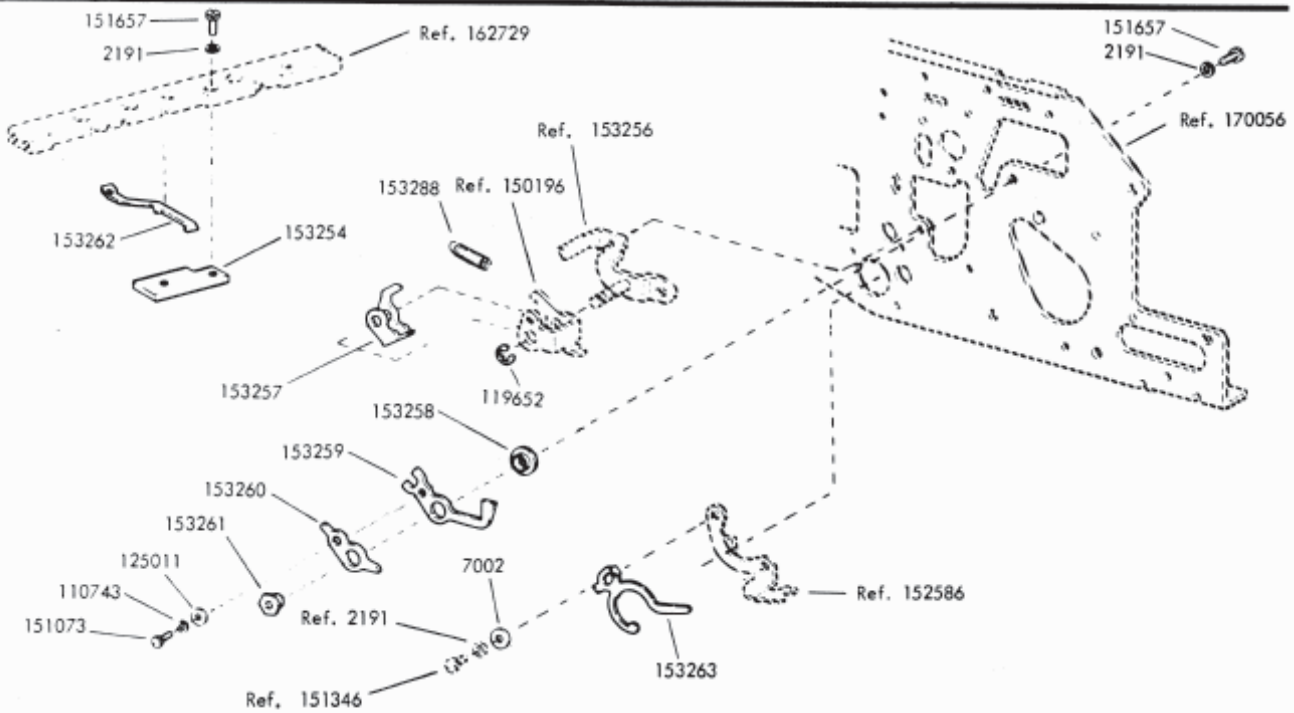 151657
2191
Ref. 162729
151657
2191
Ref. 170056
Ref. 153256
153288
Ref. 150196
153262
153254
153257
119652
153258
153259
153260
153261
125011
110743
151073
7002
Ref. 2191
Ref. 151346
Ref. 152586
153263